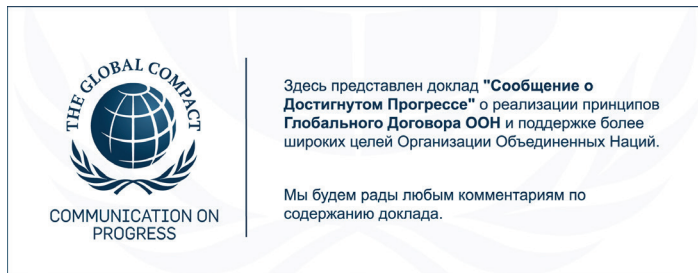 THE GLOBAL COMPACT
COMMUNICATION ON
PROGRESS
Здесь представлен доклад "Сообщение о
Достигнутом Прогрессе" о реализации принципов
Глобального Договора ООН и поддержке более
широких целей Организации Объединенных Наций.
Мы будем рады любым комментариям по
содержанию доклада.